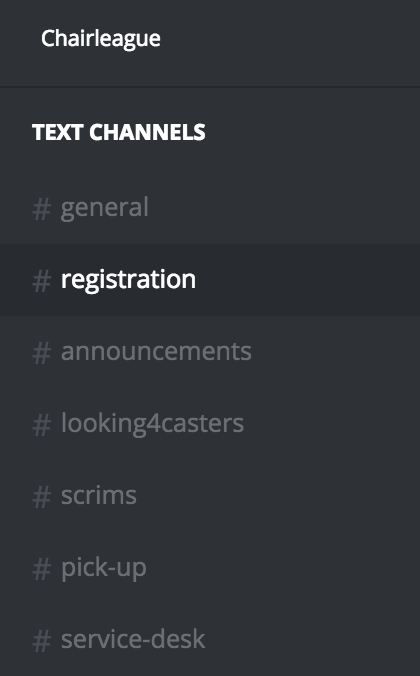 Chairleague
TEXT CHANNELS
# general
# registration
# announcements
# looking4casters
# scrims
# pick-up
# service-desk